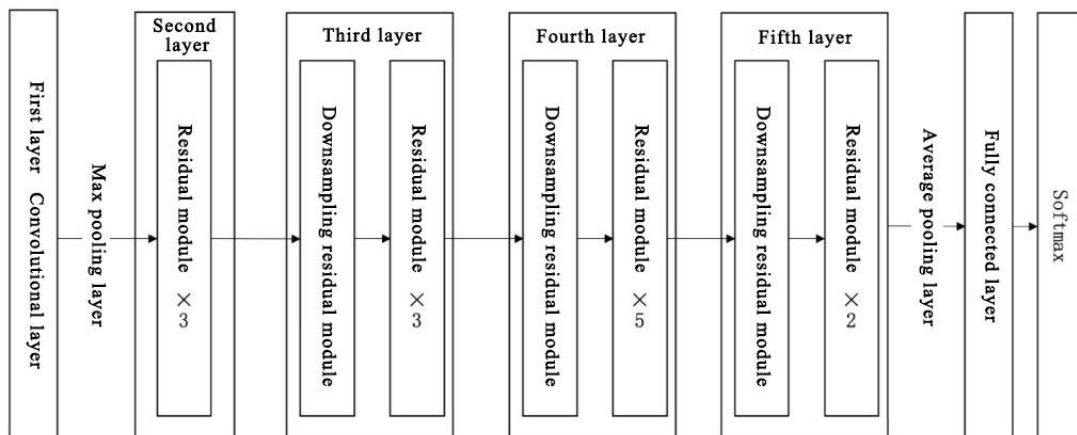 First layer Convolutional layer
Max pooling layer
Second
layer
Residual module ×3
Third layer
Downsampling residual module
Residual module ×3
Fourth layer
Downsampling residual module
Residual module ×5
Fifth layer
Downsampling residual module
Residual module ×2
Average pooling layer
Fully connected layer
Softmax